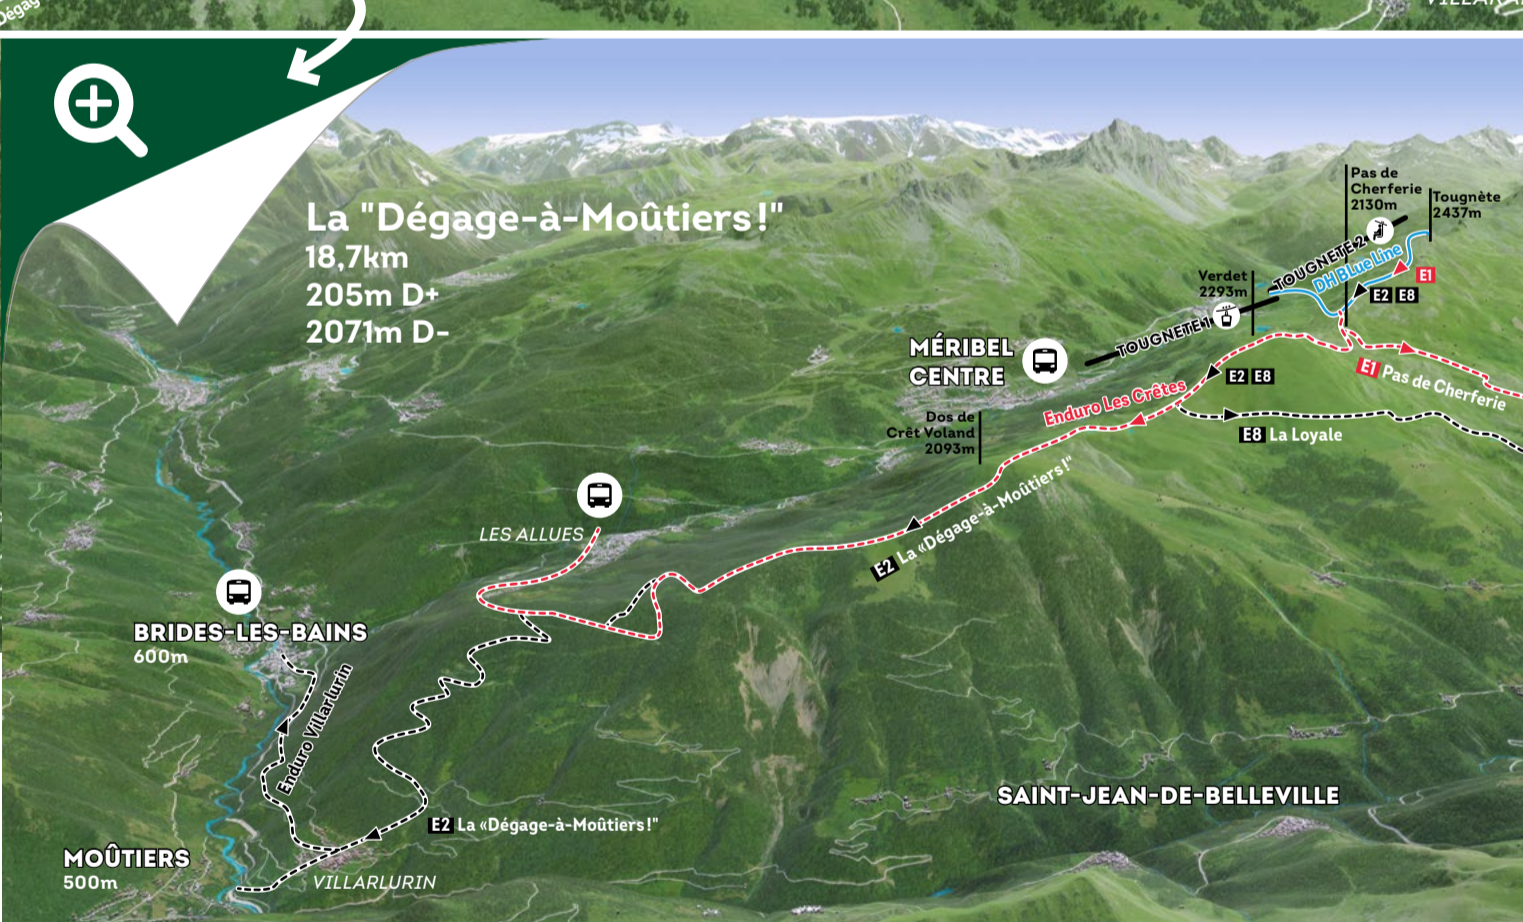 La "Dégage-à-Moûtiers!"
18,7km
205m D+
2071m D-
Pas de
Cherferie
2130m
Tougnète
2437m
TOUGNETE 2
DH Blue Line
E1
E2 E8
Verdet
2293m
TOUGNETE 1
MÉRIBEL
CENTRE
E2 E8
E1 Pas de Cherferie
Enduro Les Crêtes
E8 La Loyale
Dos de
Crêt Voland
2093m
E2 La «Dégage-à-Moûtiers!"
LES ALLUES
BRIDES-LES-BAINS
600m
Enduro Villarlurin
SAINT-JEAN-DE-BELLEVILLE
E2 La «Dégage-à-Moûtiers!"
MOÛTIERS
500m
VILLARLURIN